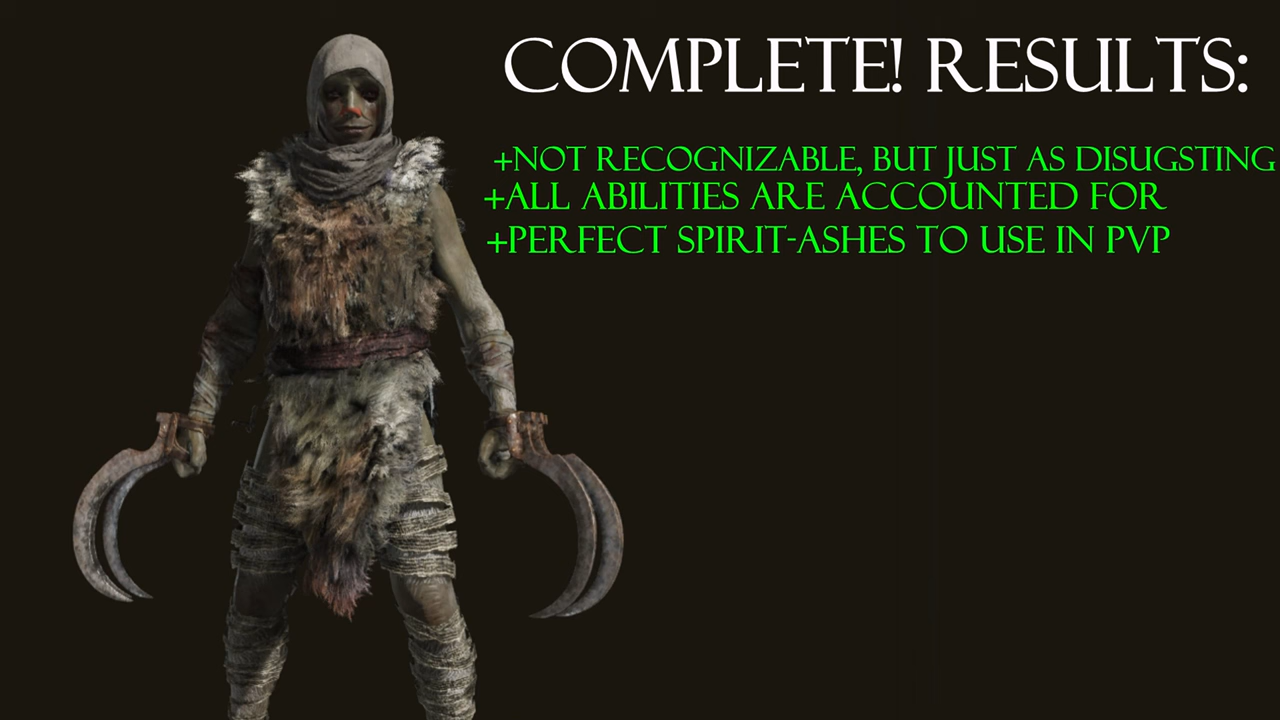 COMPLETE! RESULTS:
+NOT RECOGNIZABLE, BUT JUST AS DISUGSTING
+ALL ABILITIES ARE ACCOUNTED FOR
+PERFECT SPIRIT-ASHES TO USE IN PVP